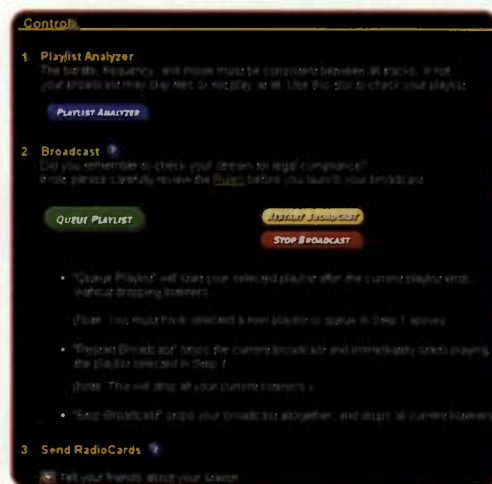 Controls
1. Playlist Analyzer
The bitrate, frequency, and mode must be consistent between all tracks. If not,
your broadcast may skip or not play at all. Use this tool to check your playlist.
PLAYLIST ANALYZER
2. Broadcast ?
Did you remember to check your stream for legal compliance?
If not, please carefully review the before you launch your broadcast
QUEUE PLAYLIST
RESTART BROADCAST
STOP BROADCAST
• "Queue Playlist" will start your selected playlist after the current playlist ends,
without dropping listeners.
(Note: You must have selected a new playlist to queue in Step 1 above)
• "Restart Broadcast" stops the current broadcast and immediately starts playing
the playlist selected in Step 1
(Note: This will drop all your current listeners.)
• "Stop Broadcast" stops your broadcast altogether, and drops all current listeners
3. Send RadioCards ?
Tell your friends about your station